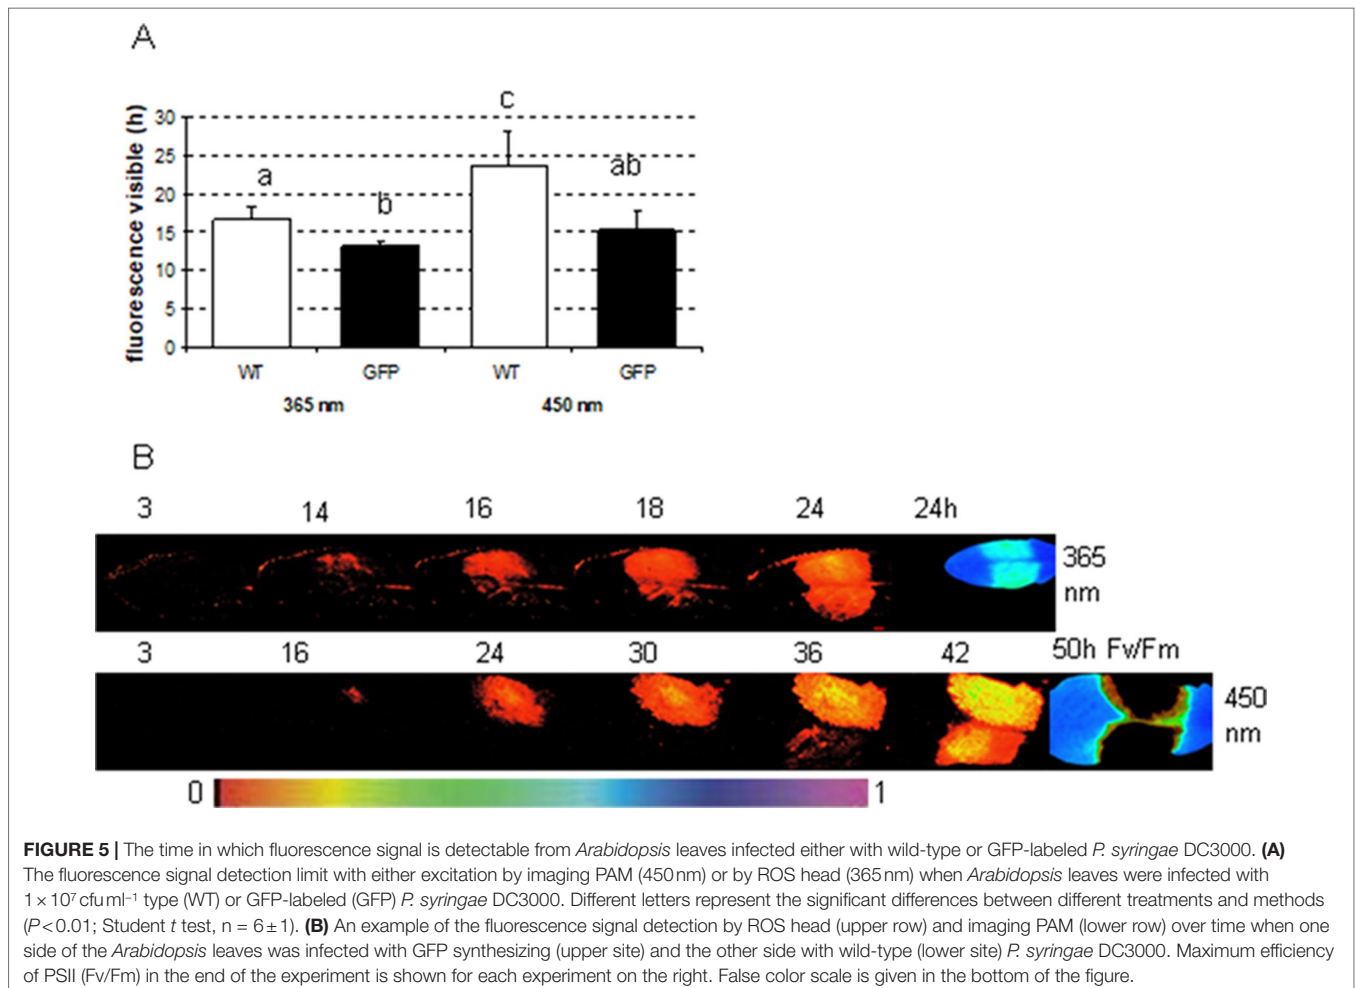 A
fluorescence visible (h)
30
25
20
15
10
5
0
a
b
c
ab
WT
GFP
WT
GFP
365 nm
450 nm
B
3
14
16
18
24
24h
365
nm
3
16
24
30
36
42
50h Fv/Fm
450
nm
0
1
FIGURE 5 | The time in which fluorescence signal is detectable from Arabidopsis leaves infected either with wild-type or GFP-labeled P. syringae DC3000. (A)
The fluorescence signal detection limit with either excitation by imaging PAM (450 nm) or by ROS head (365 nm) when Arabidopsis leaves were infected with
1 × 10⁷ cfu ml⁻¹ type (WT) or GFP-labeled (GFP) P. syringae DC3000. Different letters represent the significant differences between different treatments and methods
(P < 0.01; Student t test, n = 6 ± 1). (B) An example of the fluorescence signal detection by ROS head (upper row) and imaging PAM (lower row) over time when one
side of the Arabidopsis leaves was infected with GFP synthesizing (upper site) and the other side with wild-type (lower site) P. syringae DC3000. Maximum efficiency
of PSII (Fv/Fm) in the end of the experiment is shown for each experiment on the right. False color scale is given in the bottom of the figure.